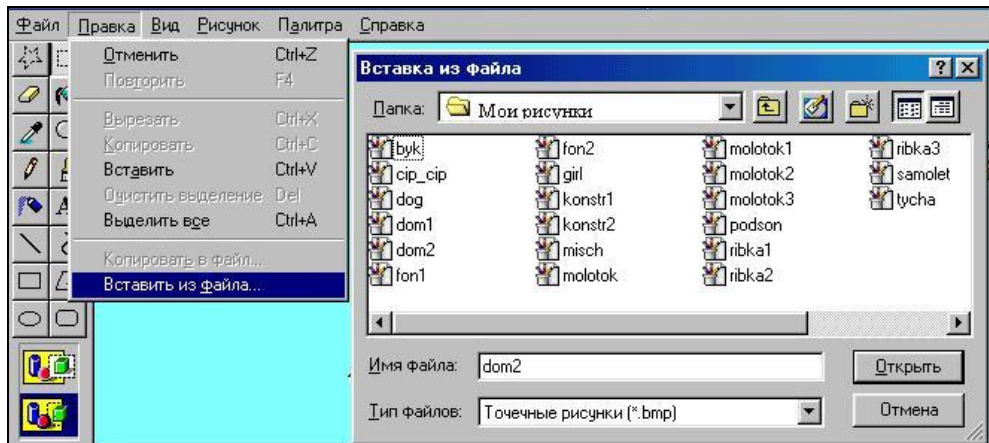 Файл Правка Вид Рисунок Палитра Справка
Отменить Ctrl+Z
Повторить F4
Вырезать Ctrl+X
Копировать Ctrl+C
Вставить Ctrl+V
Очистить выделение Del
Выделить все Ctrl+A
Копировать в файл...
Вставить из файла...
Вставка из файла
Папка: Мои рисунки
byk fon2 molotok1 ribka3
cip_cip girl molotok2 samolet
dog konstr1 molotok3 tycha
dom1 konstr2 podson
dom2 misch ribka1
fon1 molotok ribka2
Имя файла: dom2 Открыть
Тип файлов: Точечные рисунки (*.bmp) Отмена